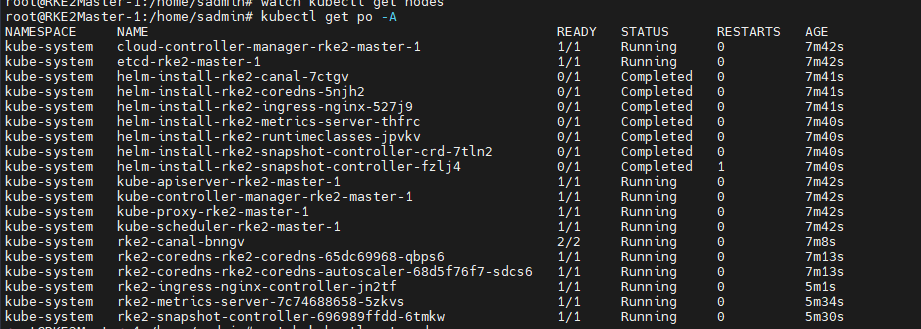 root@RKE2Master-1:/home/sadmin# watch kubectl get nodes
root@RKE2Master-1:/home/sadmin# kubectl get po -A
NAMESPACE NAME READY STATUS RESTARTS AGE
kube-system cloud-controller-manager-rke2-master-1 1/1 Running 0 7m42s
kube-system etcd-rke2-master-1 1/1 Running 0 7m42s
kube-system helm-install-rke2-canal-7ctgv 0/1 Completed 0 7m41s
kube-system helm-install-rke2-coredns-5njh2 0/1 Completed 0 7m41s
kube-system helm-install-rke2-ingress-nginx-527j9 0/1 Completed 0 7m41s
kube-system helm-install-rke2-metrics-server-thfrc 0/1 Completed 0 7m40s
kube-system helm-install-rke2-runtimeclasses-jpvkv 0/1 Completed 0 7m40s
kube-system helm-install-rke2-snapshot-controller-crd-7tln2 0/1 Completed 0 7m40s
kube-system helm-install-rke2-snapshot-controller-fzlj4 0/1 Completed 1 7m40s
kube-system kube-apiserver-rke2-master-1 1/1 Running 0 7m42s
kube-system kube-controller-manager-rke2-master-1 1/1 Running 0 7m42s
kube-system kube-proxy-rke2-master-1 1/1 Running 0 7m42s
kube-system kube-scheduler-rke2-master-1 1/1 Running 0 7m42s
kube-system rke2-canal-bnngv 2/2 Running 0 7m8s
kube-system rke2-coredns-rke2-coredns-65dc69968-qbps6 1/1 Running 0 7m13s
kube-system rke2-coredns-rke2-coredns-autoscaler-68d5f76f7-sdcs6 1/1 Running 0 7m13s
kube-system rke2-ingress-nginx-controller-jn2tf 1/1 Running 0 5m1s
kube-system rke2-metrics-server-7c74688658-5zkvs 1/1 Running 0 5m34s
kube-system rke2-snapshot-controller-696989ffdd-6tmkw 1/1 Running 0 5m30s